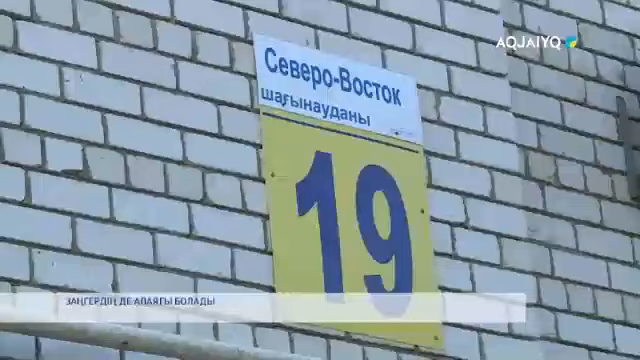 AQJAIYQ
Северо-Восток
шағынауданы
19
ЗАҢГЕРДІҢ ДЕ АЛАЯҒЫ БОЛАДЫ